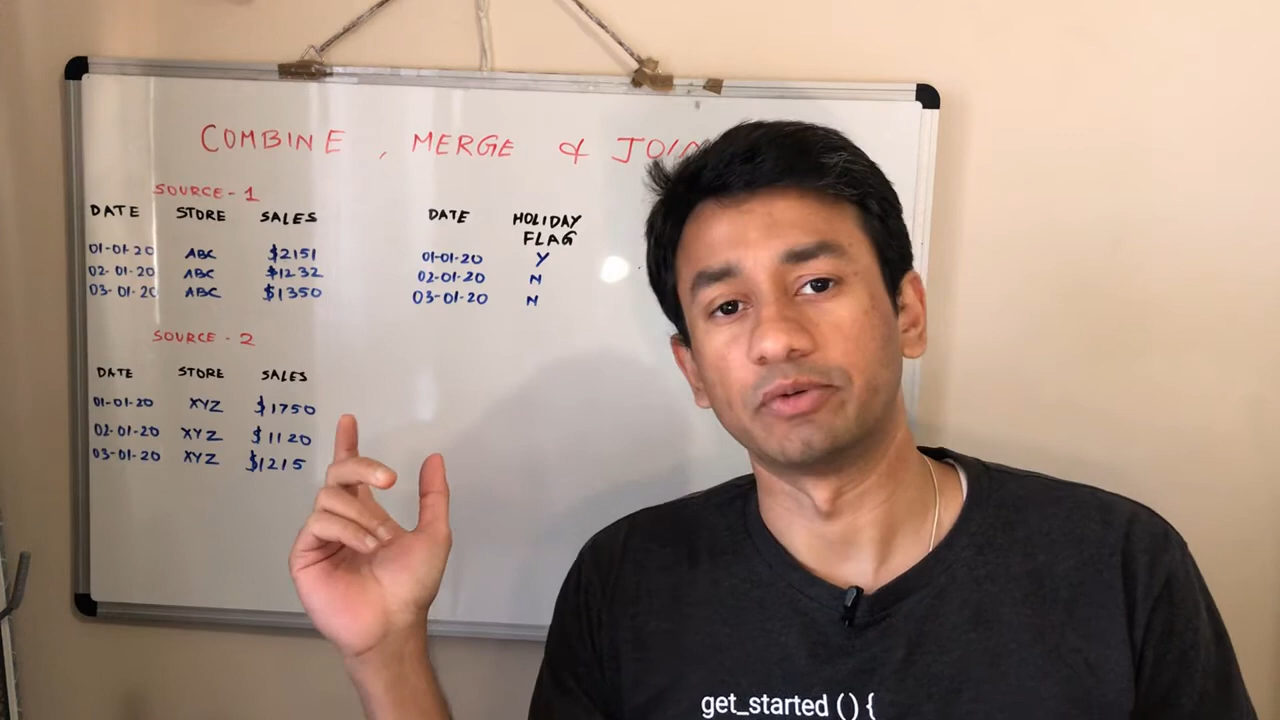 COMBINE, MERGE & JOIN
SOURCE - 1
DATE STORE SALES
01-01-20 ABC $2151
02-01-20 ABC $1232
03-01-20 ABC $1350
DATE HOLIDAY FLAG
01-01-20 Y
02-01-20 N
03-01-20 N
SOURCE - 2
DATE STORE SALES
01-01-20 XYZ $1750
02-01-20 XYZ $1120
03-01-20 XYZ $1215
get_started () {